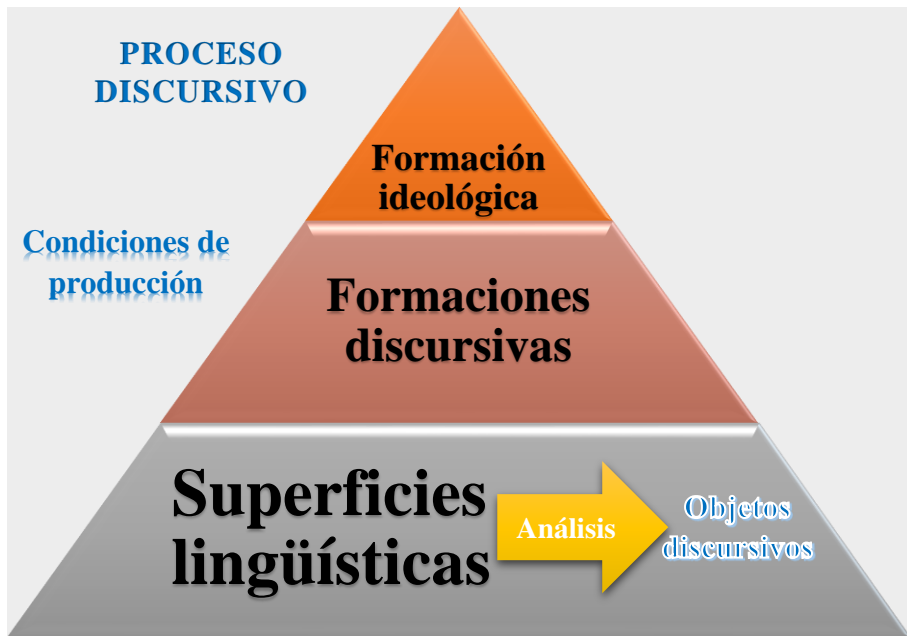 PROCESO
DISCURSIVO
Formación
ideológica
Condiciones de
producción
Formaciones
discursivas
Superficies
lingüísticas
Análisis
Objetos
discursivos